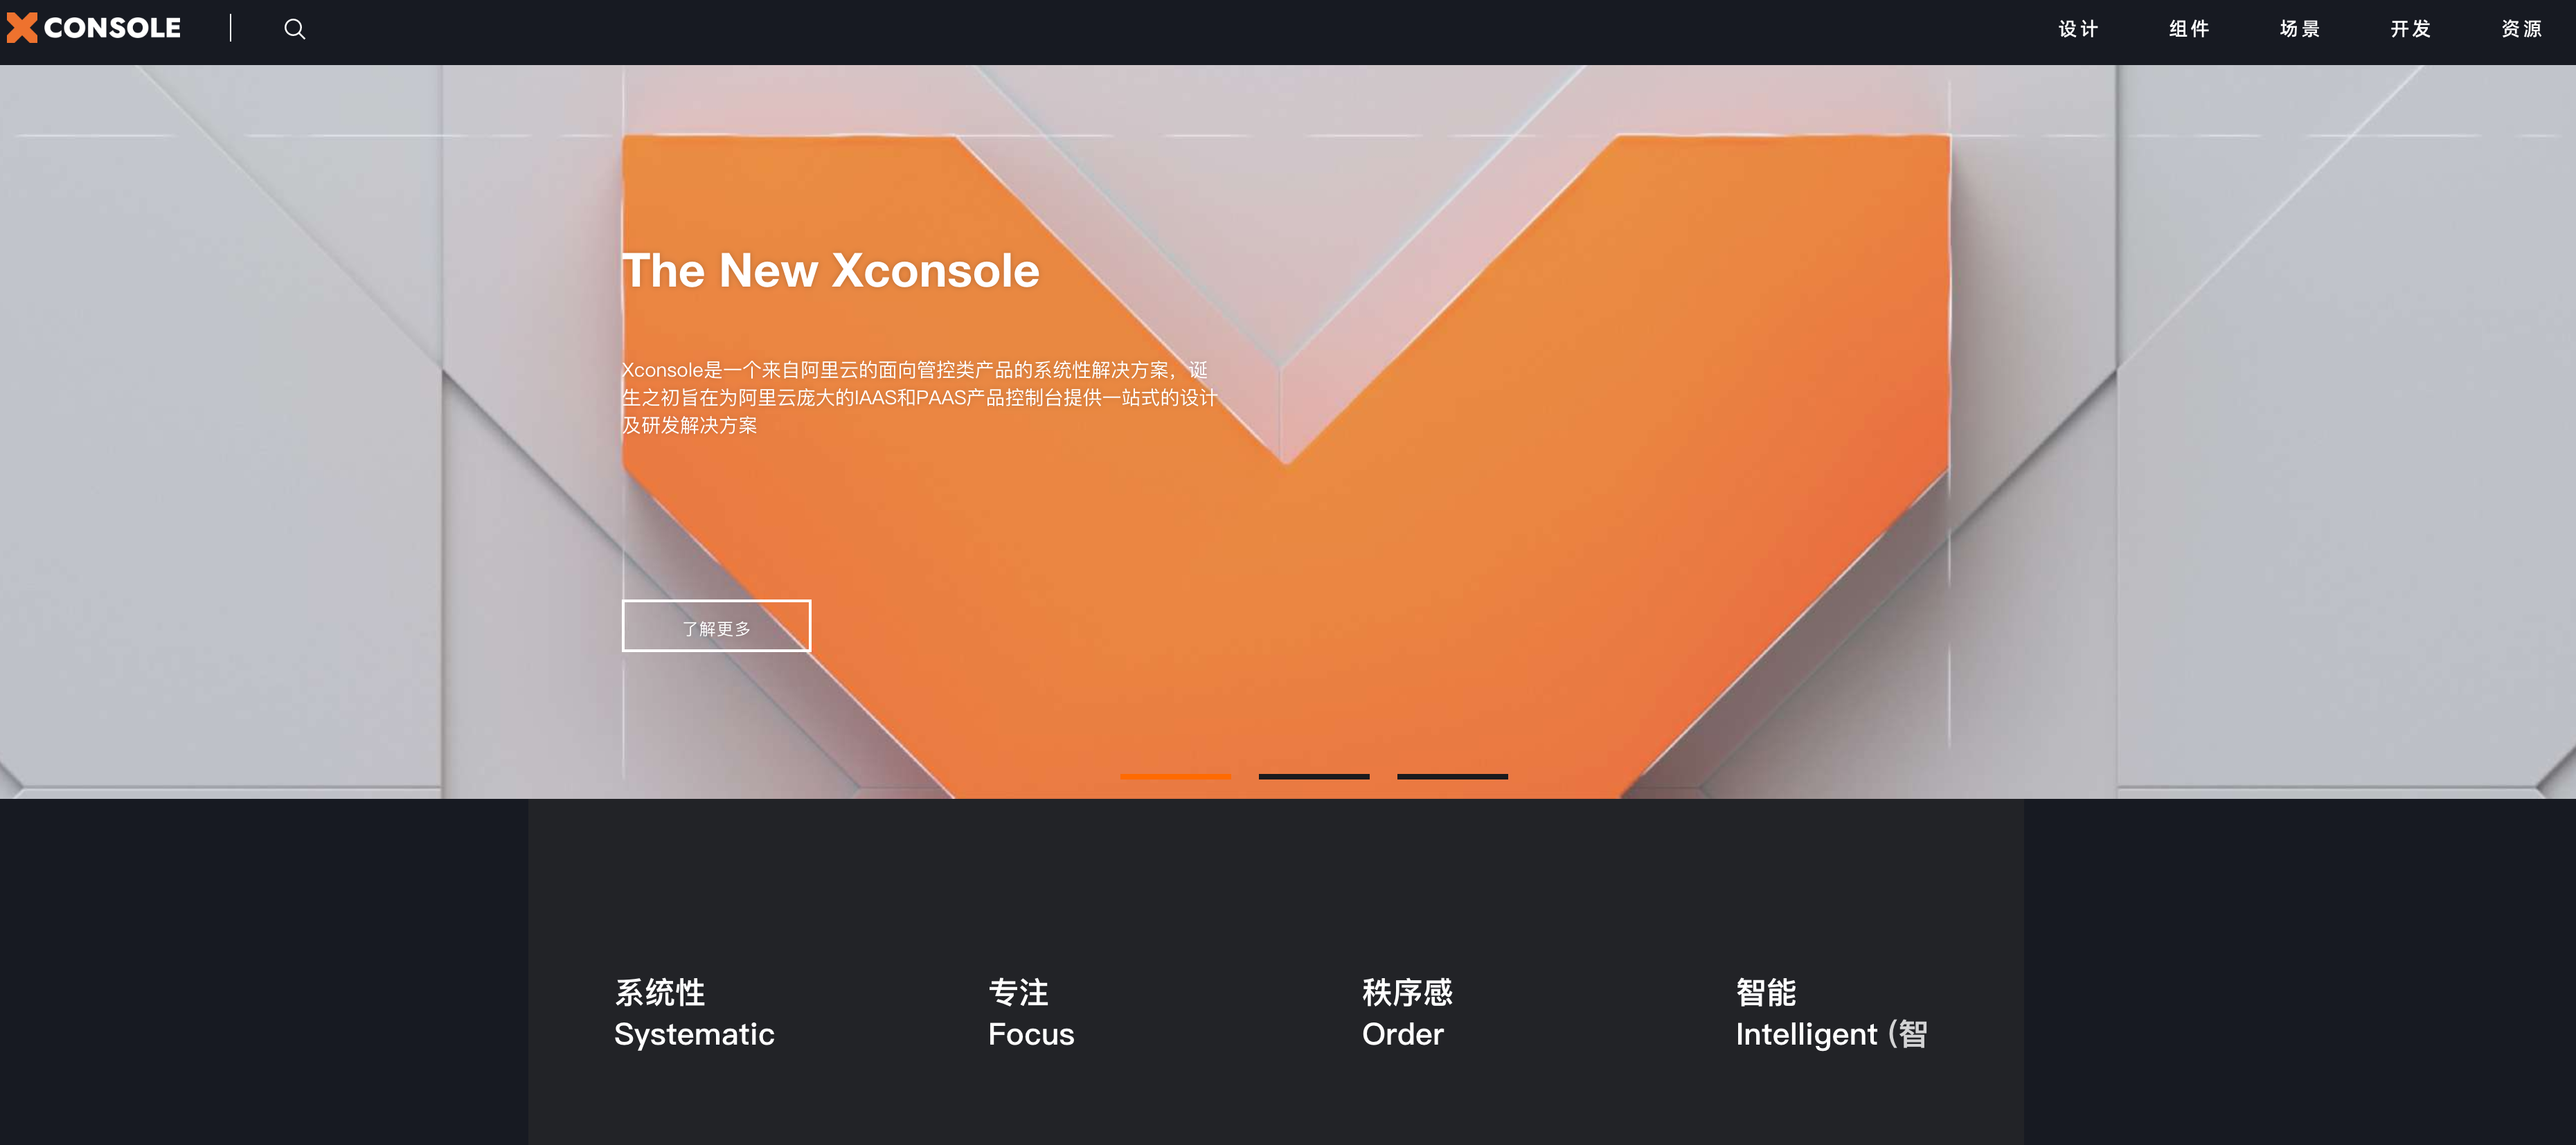 XCONSOLE
设计 组件 场景 开发 资源
The New Xconsole
Xconsole是一个来自阿里云的面向管控类产品的系统性解决方案，诞
生之初旨在为阿里云庞大的IAAS和PAAS产品控制台提供一站式的设计
及研发解决方案
了解更多
系统性
Systematic
专注
Focus
秩序感
Order
智能
Intelligent (智